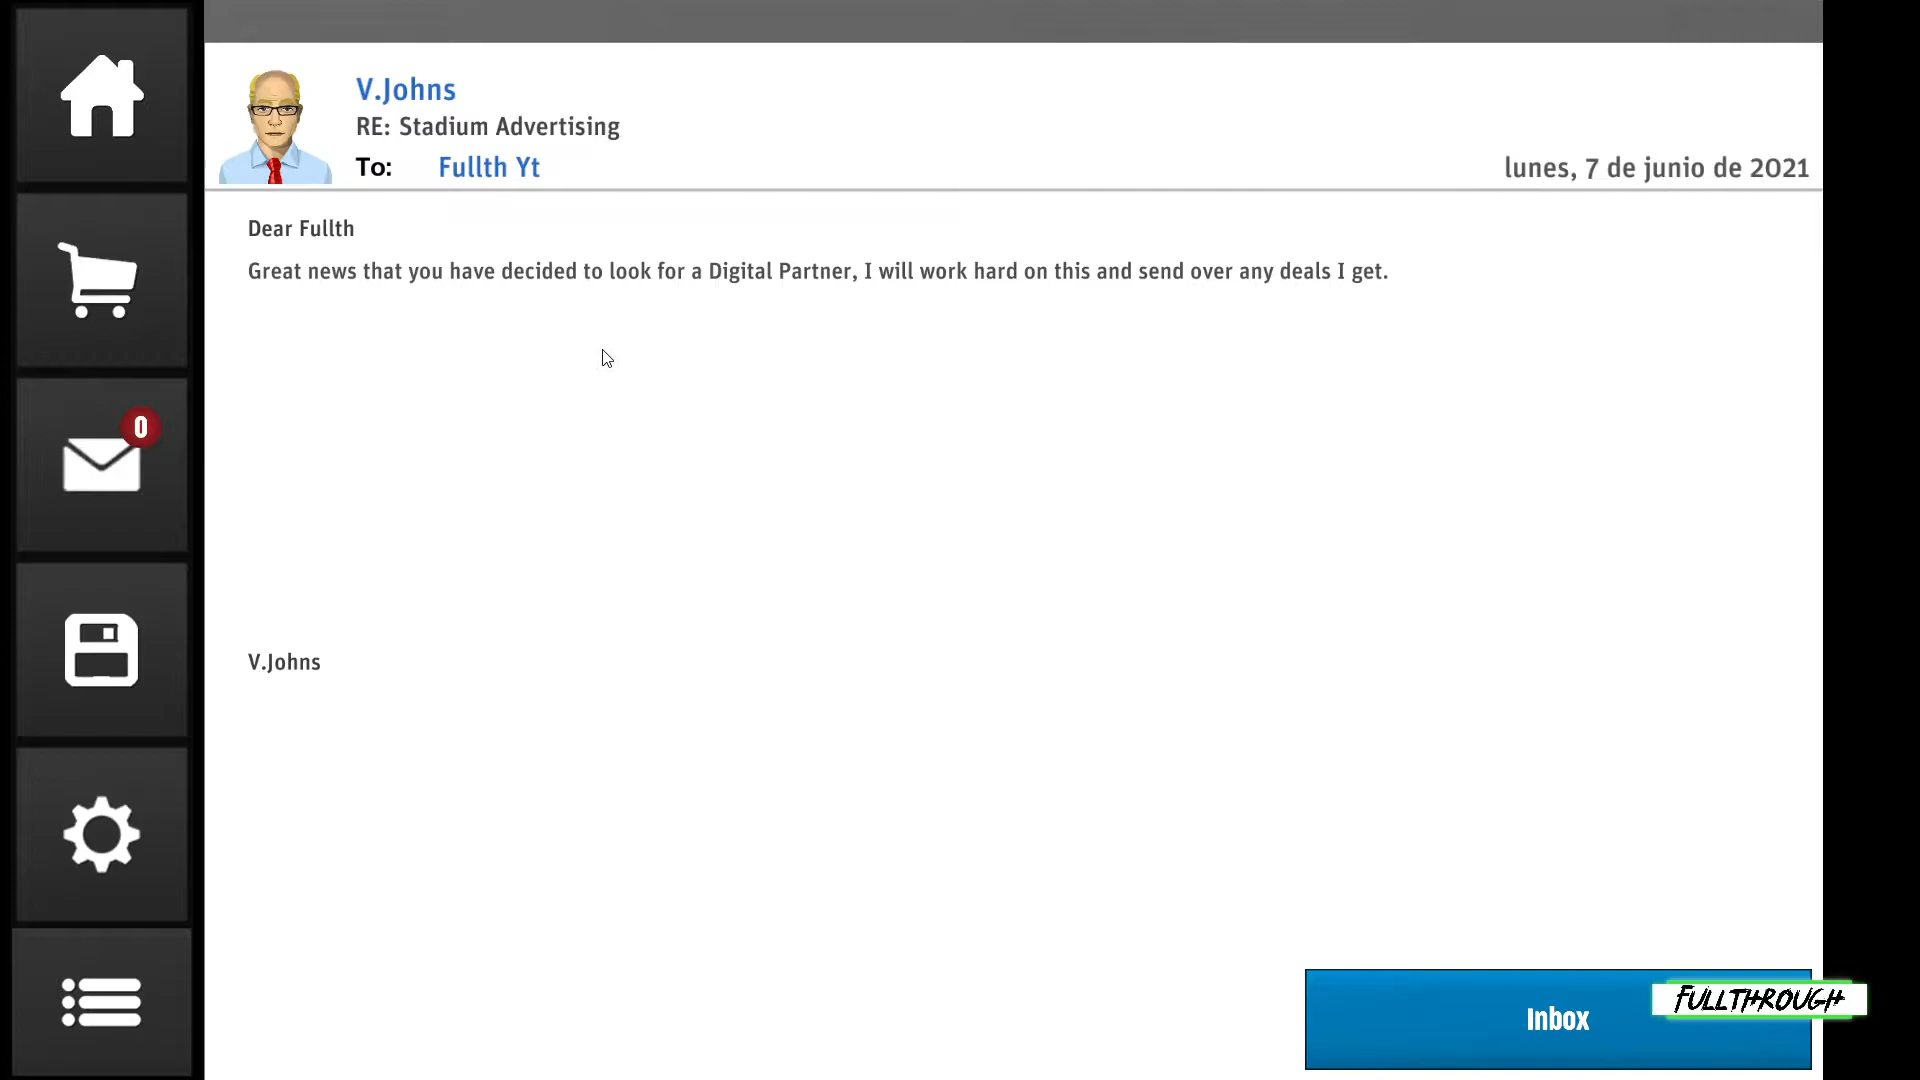 V.Johns
RE: Stadium Advertising
To: Fullth Yt
lunes, 7 de junio de 2021
Dear Fullth
Great news that you have decided to look for a Digital Partner, I will work hard on this and send over any deals I get.
0
V.Johns
Inbox
FULLTHROUGH